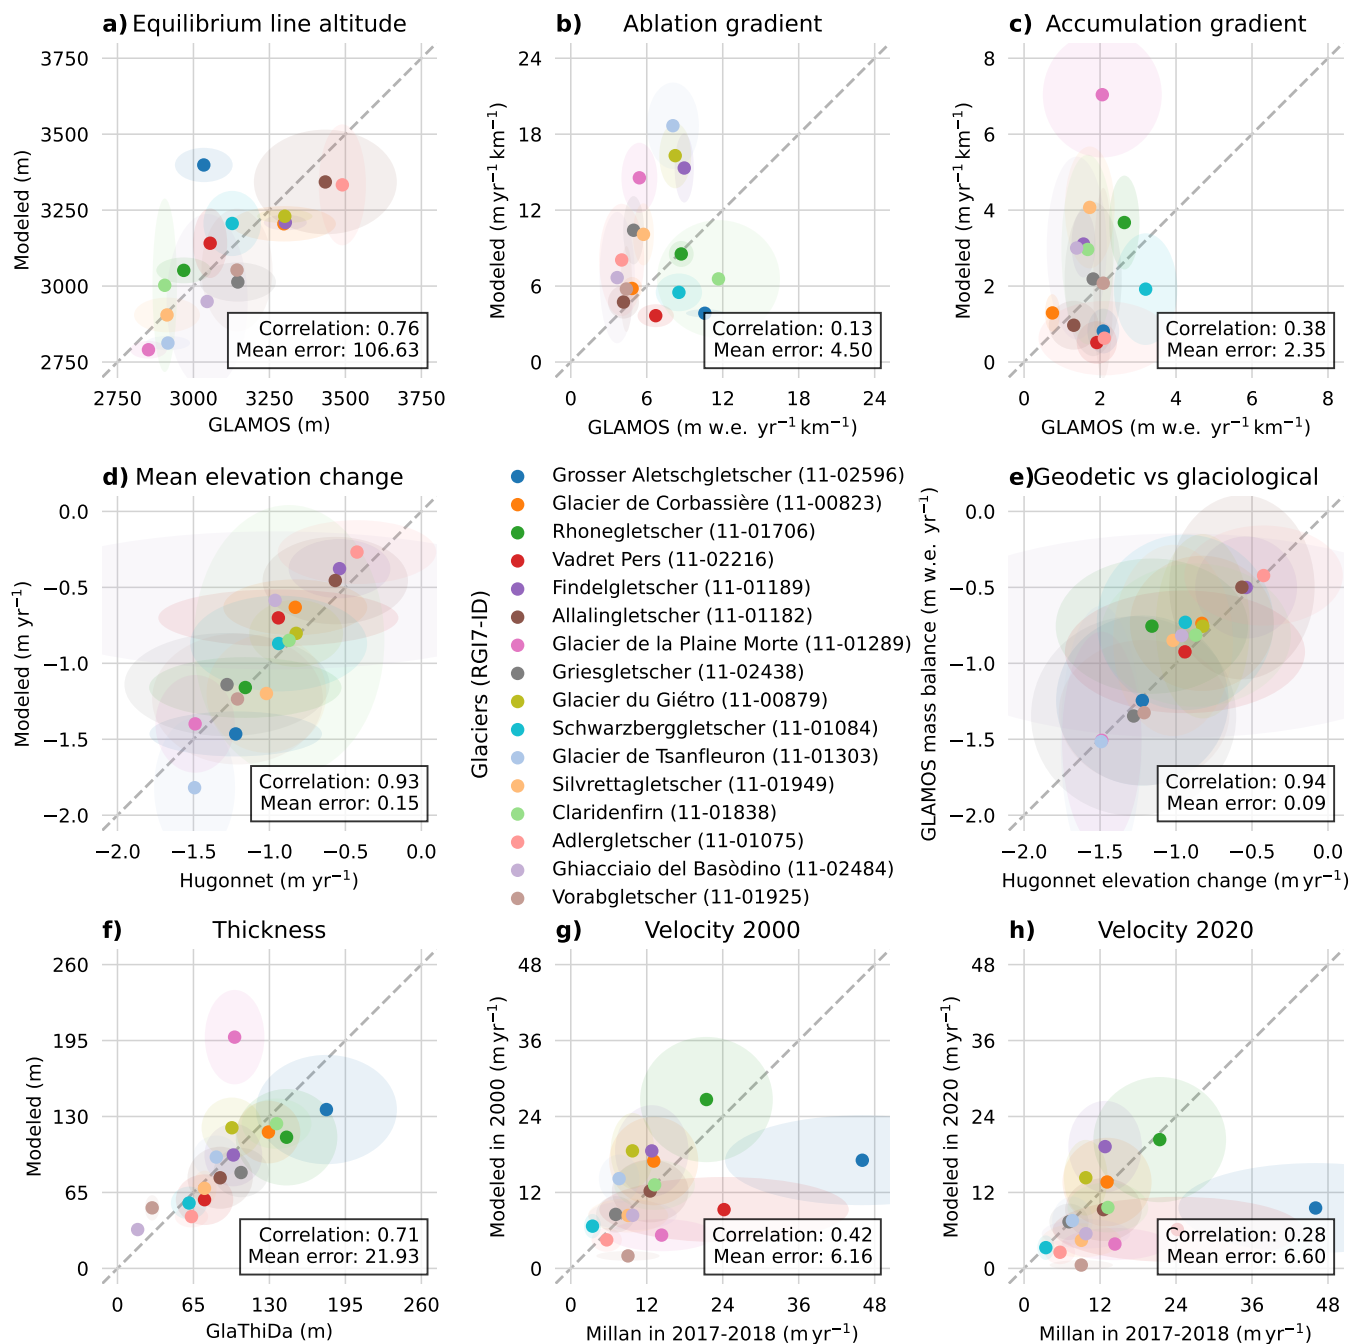 a) Equilibrium line altitude
3750
3500
3250
3000
2750
Modeled (m)
Correlation: 0.76
Mean error: 106.63
2750 3000 3250 3500 3750
GLAMOS (m)
b) Ablation gradient
24
18
12
6
0
Modeled (m yr⁻¹ km⁻¹)
Correlation: 0.13
Mean error: 4.50
0 6 12 18 24
GLAMOS (m w.e. yr⁻¹ km⁻¹)
c) Accumulation gradient
8
6
4
2
0
Modeled (m yr⁻¹ km⁻¹)
Correlation: 0.38
Mean error: 2.35
0 2 4 6 8
GLAMOS (m w.e. yr⁻¹ km⁻¹)
d) Mean elevation change
0.0
−0.5
−1.0
−1.5
−2.0
Modeled (m yr⁻¹)
Correlation: 0.93
Mean error: 0.15
−2.0 −1.5 −1.0 −0.5 0.0
Hugonnet (m yr⁻¹)
Glaciers (RGI7-ID)
Grosser Aletschgletscher (11-02596)
Glacier de Corbassière (11-00823)
Rhonegletscher (11-01706)
Vadret Pers (11-02216)
Findelgletscher (11-01189)
Allalingletscher (11-01182)
Glacier de la Plaine Morte (11-01289)
Griesgletscher (11-02438)
Glacier du Giétro (11-00879)
Schwarzberggletscher (11-01084)
Glacier de Tsanfleuron (11-01303)
Silvrettagletscher (11-01949)
Claridenfirn (11-01838)
Adlergletscher (11-01075)
Ghiacciaio del Basòdino (11-02484)
Vorabgletscher (11-01925)
e) Geodetic vs glaciological
0.0
−0.5
−1.0
−1.5
−2.0
GLAMOS mass balance (m w.e. yr⁻¹)
Correlation: 0.94
Mean error: 0.09
−2.0 −1.5 −1.0 −0.5 0.0
Hugonnet elevation change (m yr⁻¹)
f) Thickness
260
195
130
65
0
Modeled (m)
Correlation: 0.71
Mean error: 21.93
0 65 130 195 260
GlaThiDa (m)
g) Velocity 2000
48
36
24
12
0
Modeled in 2000 (m yr⁻¹)
Correlation: 0.42
Mean error: 6.16
0 12 24 36 48
Millan in 2017-2018 (m yr⁻¹)
h) Velocity 2020
48
36
24
12
0
Modeled in 2020 (m yr⁻¹)
Correlation: 0.28
Mean error: 6.60
0 12 24 36 48
Millan in 2017-2018 (m yr⁻¹)